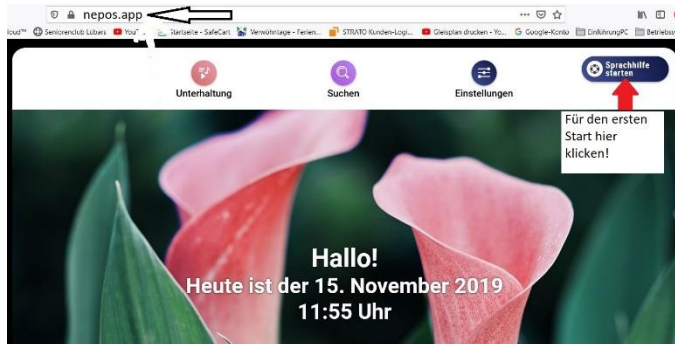 nepos.app
Seniorenclub Lübars
Startseite - SafeCart
Verwöhntage - Ferien...
STRATO Kunden-Logi...
Gleisplan drucken - Yo...
Google-Konto
EinführungPC
Unterhaltung
Suchen
Einstellungen
Sprachhilfe
starten
Für den ersten
Start hier
klicken!
Hallo!
Heute ist der 15. November 2019
11:55 Uhr